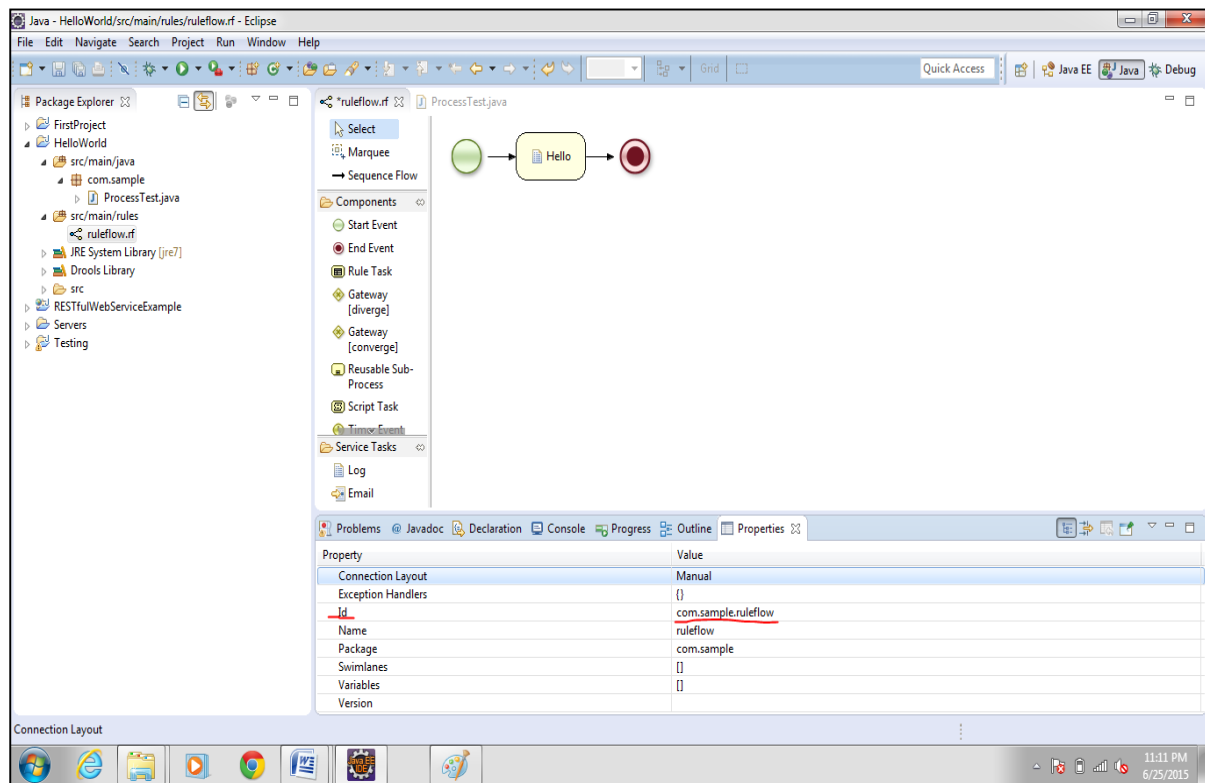 Java - HelloWorld/src/main/rules/ruleflow.rf - Eclipse
File Edit Navigate Search Project Run Window Help
Grid
Quick Access
Java EE
Java
Debug
Package Explorer
FirstProject
HelloWorld
src/main/java
com.sample
ProcessTest.java
src/main/rules
ruleflow.rf
JRE System Library [jre7]
Drools Library
src
RESTfulWebServiceExample
Servers
Testing
*ruleflow.rf
ProcessTest.java
Select
Marquee
Sequence Flow
Components
Start Event
End Event
Rule Task
Gateway
[diverge]
Gateway
[converge]
Reusable Sub-
Process
Script Task
Timer Event
Service Tasks
Log
Email
Hello
Problems @ Javadoc Declaration Console Progress Outline Properties
Property Value
Connection Layout Manual
Exception Handlers {}
Id com.sample.ruleflow
Name ruleflow
Package com.sample
Swimlanes []
Variables []
Version
Connection Layout
Java EE
IDE
11:11 PM
6/25/2015